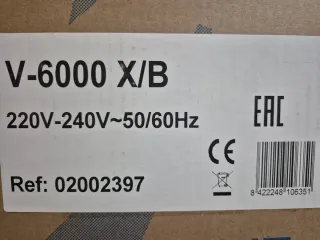 V-6000 X/B
220V-240V~50/60Hz
EAC
CE
Ref: 02002397
8 422248 106351